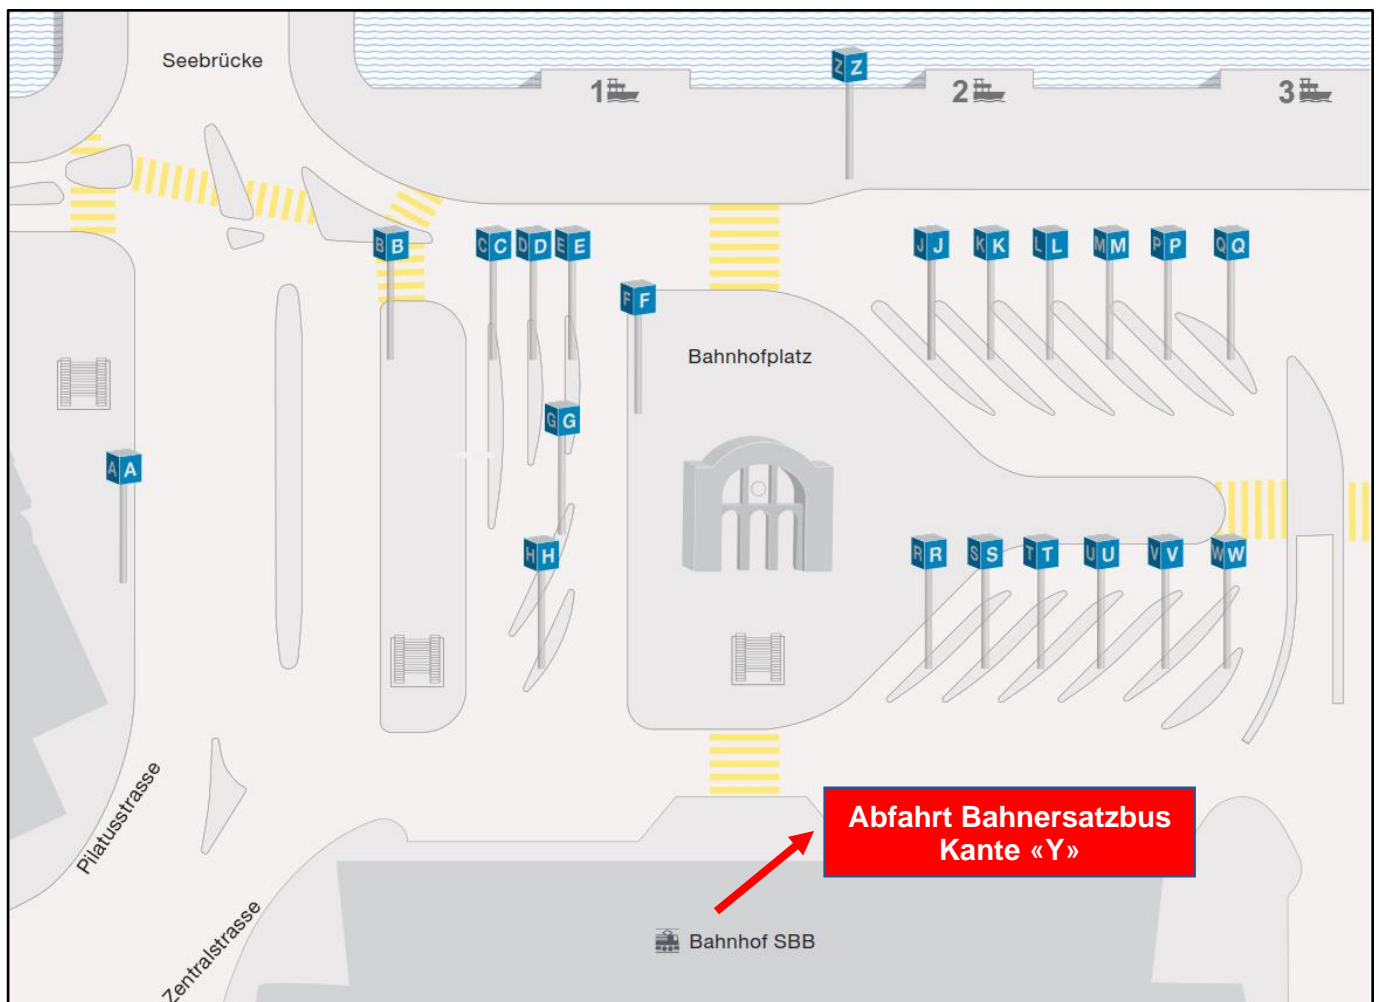 Seebrücke
Z Z
1
2
3
B B
C C
D D
E E
J J
K K
L L
M M
P P
Q Q
F F
Bahnhofplatz
G G
A A
H H
R R
S S
T T
U U
V V
W W
Pilatusstrasse
Abfahrt Bahnersatzbus
Kante «Y»
Zentralstrasse
Bahnhof SBB